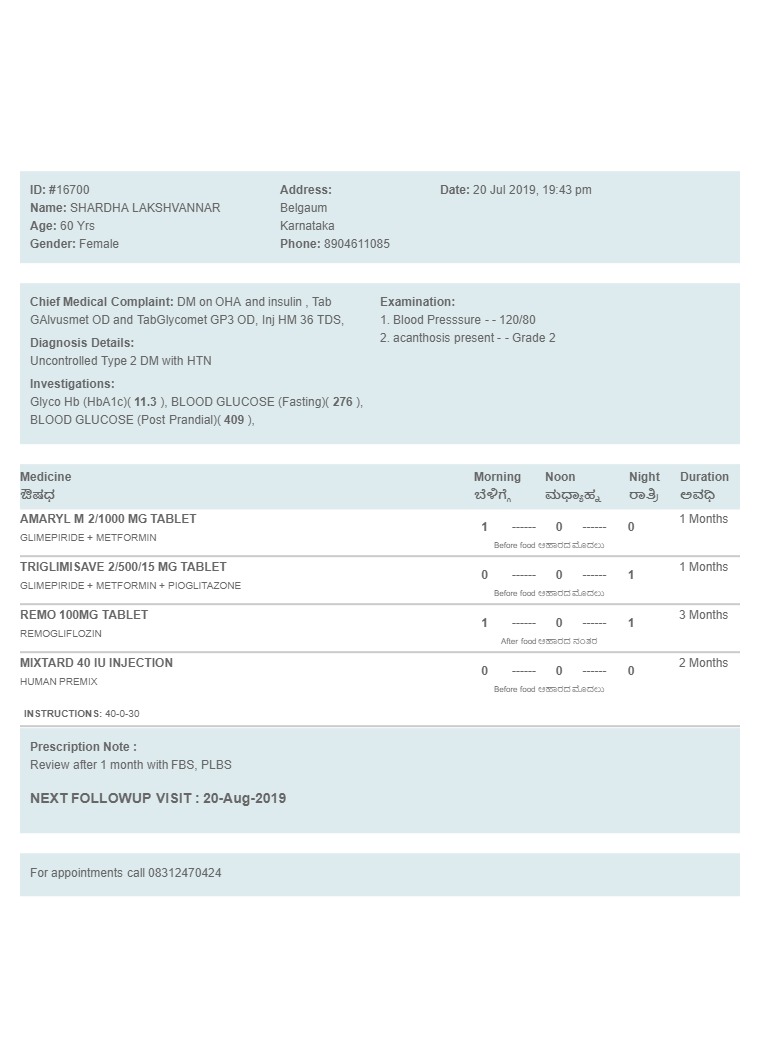 ID: #16700
Name: SHARDHA LAKSHVANNAR
Age: 60 Yrs
Gender: Female
Address:
Belgaum
Karnataka
Phone: 8904611085
Date: 20 Jul 2019, 19:43 pm
Chief Medical Complaint: DM on OHA and insulin , Tab
GAlvusmet OD and TabGlycomet GP3 OD, Inj HM 36 TDS,
Diagnosis Details:
Uncontrolled Type 2 DM with HTN
Investigations:
Glyco Hb (HbA1c)( 11.3 ), BLOOD GLUCOSE (Fasting)( 276 ),
BLOOD GLUCOSE (Post Prandial)( 409 ),
Examination:
1. Blood Presssure - - 120/80
2. acanthosis present - - Grade 2
Medicine Morning Noon Night Duration
ಔಷಧ ಬೆಳಿಗ್ಗೆ ಮಧ್ಯಾಹ್ನ ರಾತ್ರಿ ಅವಧಿ
AMARYL M 2/1000 MG TABLET 1 ------ 0 ------ 0 1 Months
GLIMEPIRIDE + METFORMIN
Before food ಆಹಾರದ ಮೊದಲು
TRIGLIMISAVE 2/500/15 MG TABLET 0 ------ 0 ------ 1 1 Months
GLIMEPIRIDE + METFORMIN + PIOGLITAZONE
Before food ಆಹಾರದ ಮೊದಲು
REMO 100MG TABLET 1 ------ 0 ------ 1 3 Months
REMOGLIFLOZIN
After food ಆಹಾರದ ನಂತರ
MIXTARD 40 IU INJECTION 0 ------ 0 ------ 0 2 Months
HUMAN PREMIX
Before food ಆಹಾರದ ಮೊದಲು
INSTRUCTIONS: 40-0-30
Prescription Note :
Review after 1 month with FBS, PLBS
NEXT FOLLOWUP VISIT : 20-Aug-2019
For appointments call 08312470424